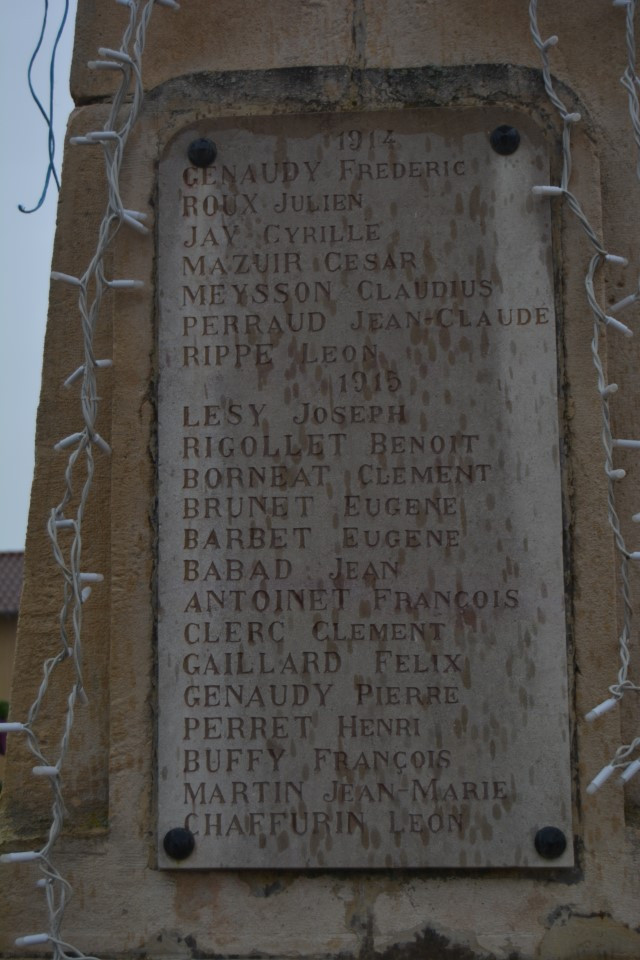 1914
GENAUDY FREDERIC
ROUX JULIEN
JAY CYRILLE
MAZUIR CESAR
MEYSSON CLAUDIUS
PERRAUD JEAN-CLAUDE
RIPPE LEON
1915
LESY JOSEPH
RIGOLLET BENOIT
BORNEAT CLEMENT
BRUNET EUGENE
BARBET EUGENE
BABAD JEAN
ANTOINET FRANÇOIS
CLERC CLEMENT
GAILLARD FELIX
GENAUDY PIERRE
PERRET HENRI
BUFFY FRANÇOIS
MARTIN JEAN-MARIE
CHAFFURIN LEON